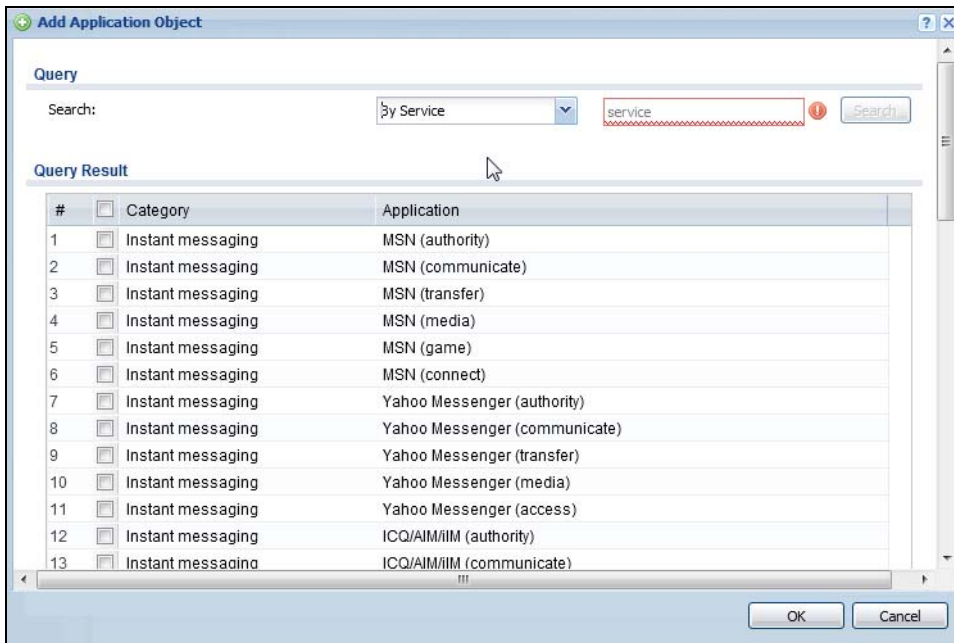 Add Application Object
Query
Search: By Service service Search
Query Result
# Category Application
1 Instant messaging MSN (authority)
2 Instant messaging MSN (communicate)
3 Instant messaging MSN (transfer)
4 Instant messaging MSN (media)
5 Instant messaging MSN (game)
6 Instant messaging MSN (connect)
7 Instant messaging Yahoo Messenger (authority)
8 Instant messaging Yahoo Messenger (communicate)
9 Instant messaging Yahoo Messenger (transfer)
10 Instant messaging Yahoo Messenger (media)
11 Instant messaging Yahoo Messenger (access)
12 Instant messaging ICQ/AIM/iIM (authority)
13 Instant messaging ICQ/AIM/iIM (communicate)
OK Cancel